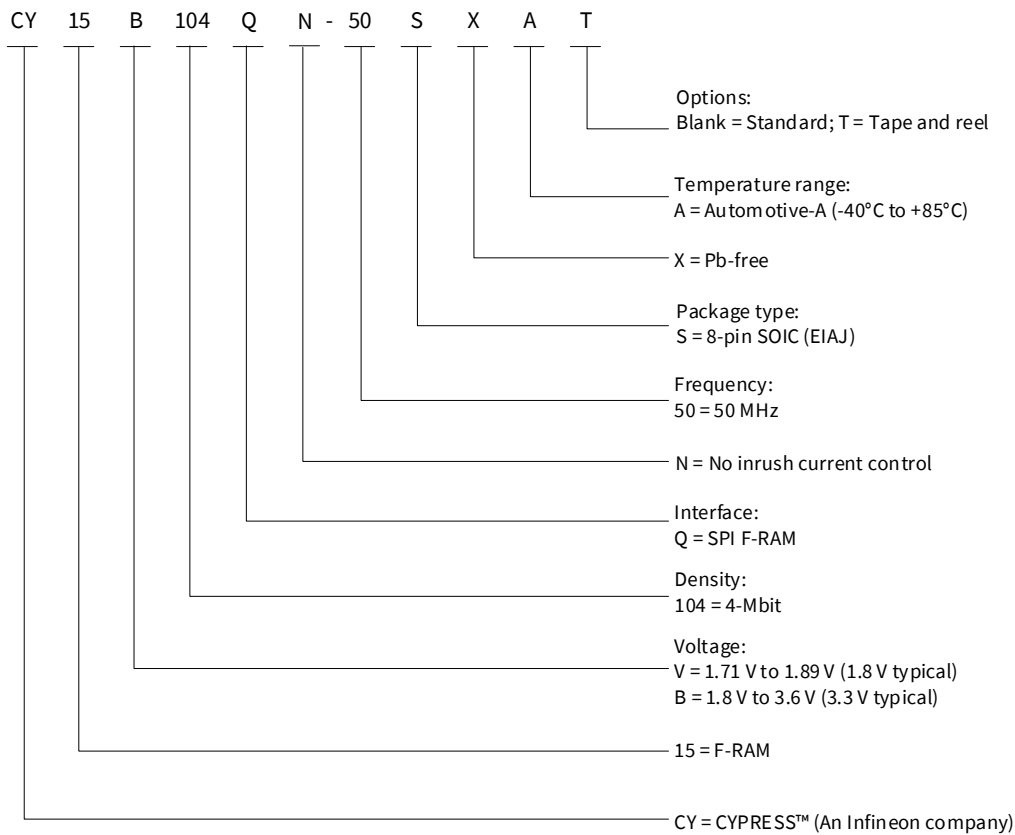 CY 15 B 104 Q N - 50 S X A T
Options:
Blank = Standard; T = Tape and reel
Temperature range:
A = Automotive-A (-40°C to +85°C)
X = Pb-free
Package type:
S = 8-pin SOIC (EIAJ)
Frequency:
50 = 50 MHz
N = No inrush current control
Interface:
Q = SPI F-RAM
Density:
104 = 4-Mbit
Voltage:
V = 1.71 V to 1.89 V (1.8 V typical)
B = 1.8 V to 3.6 V (3.3 V typical)
15 = F-RAM
CY = CYPRESS™ (An Infineon company)